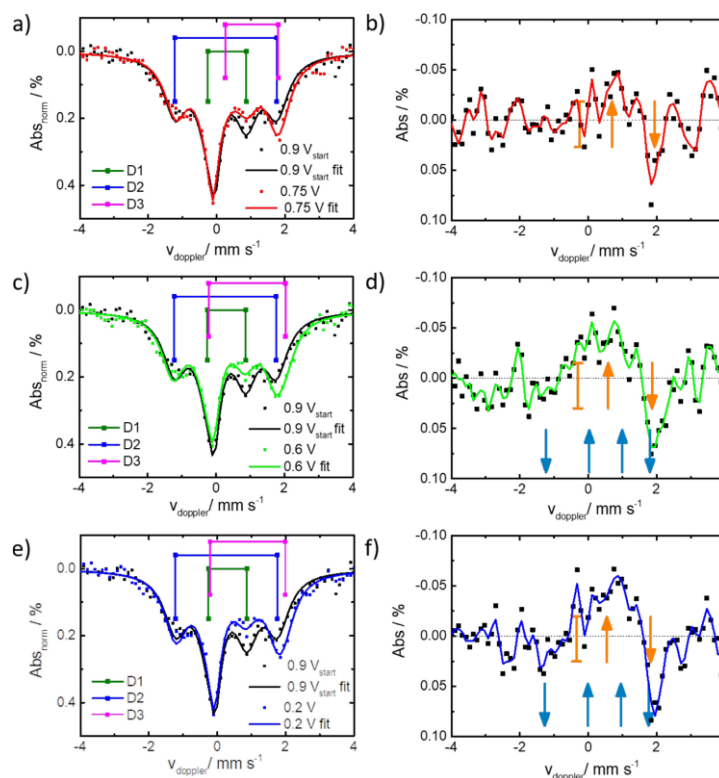 a)
0.0
0.2
0.4
Abs_norm / %
D1
D2
D3
0.9 V_start
0.9 V_start fit
0.75 V
0.75 V fit
-4 -2 0 2 4
v_doppler/ mm s⁻¹
b)
-0.10
-0.05
0.00
0.05
0.10
Abs / %
-4 -2 0 2 4
v_doppler/ mm s⁻¹
c)
0.0
0.2
0.4
Abs_norm / %
D1
D2
D3
0.9 V_start
0.9 V_start fit
0.6 V
0.6 V fit
-4 -2 0 2 4
v_doppler/ mm s⁻¹
d)
-0.10
-0.05
0.00
0.05
0.10
Abs / %
-4 -2 0 2 4
v_doppler/ mm s⁻¹
e)
0.0
0.2
0.4
Abs_norm / %
D1
D2
D3
0.9 V_start
0.9 V_start fit
0.2 V
0.2 V fit
-4 -2 0 2 4
v_doppler/ mm s⁻¹
f)
-0.10
-0.05
0.00
0.05
0.10
Abs / %
-4 -2 0 2 4
v_doppler/ mm s⁻¹